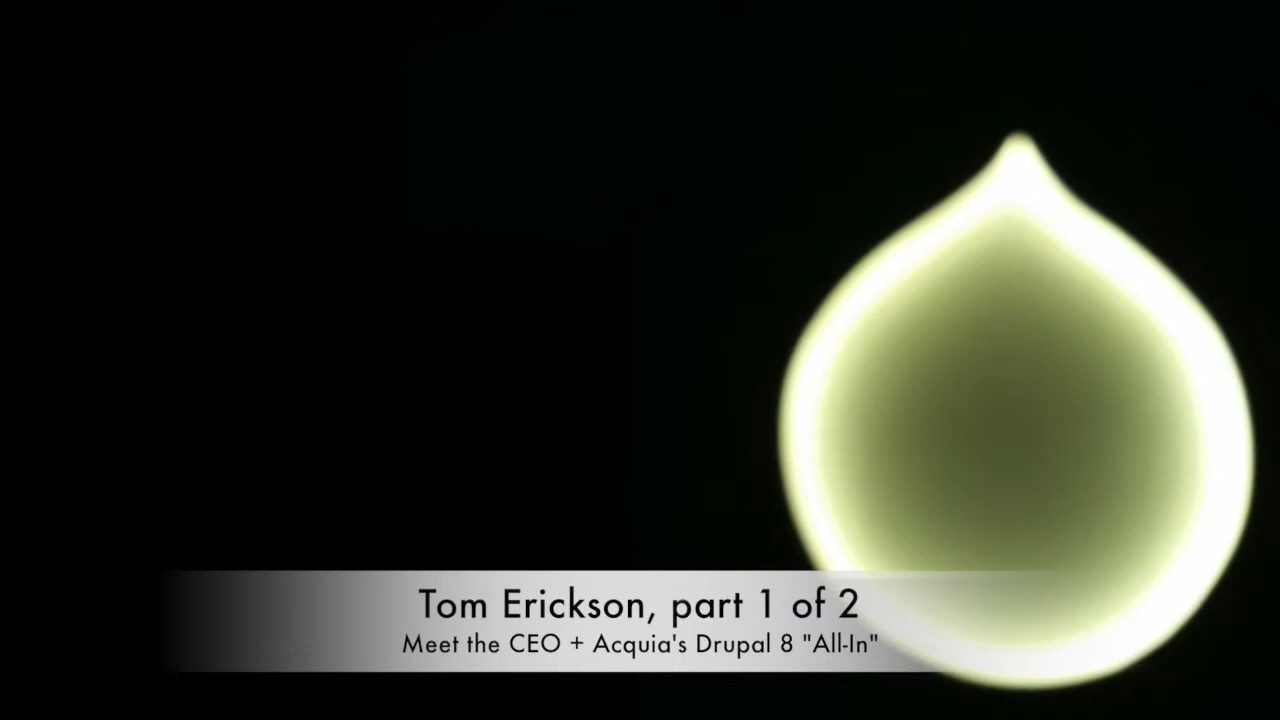 Tom Erickson, part 1 of 2
Meet the CEO + Acquia's Drupal 8 "All-In"